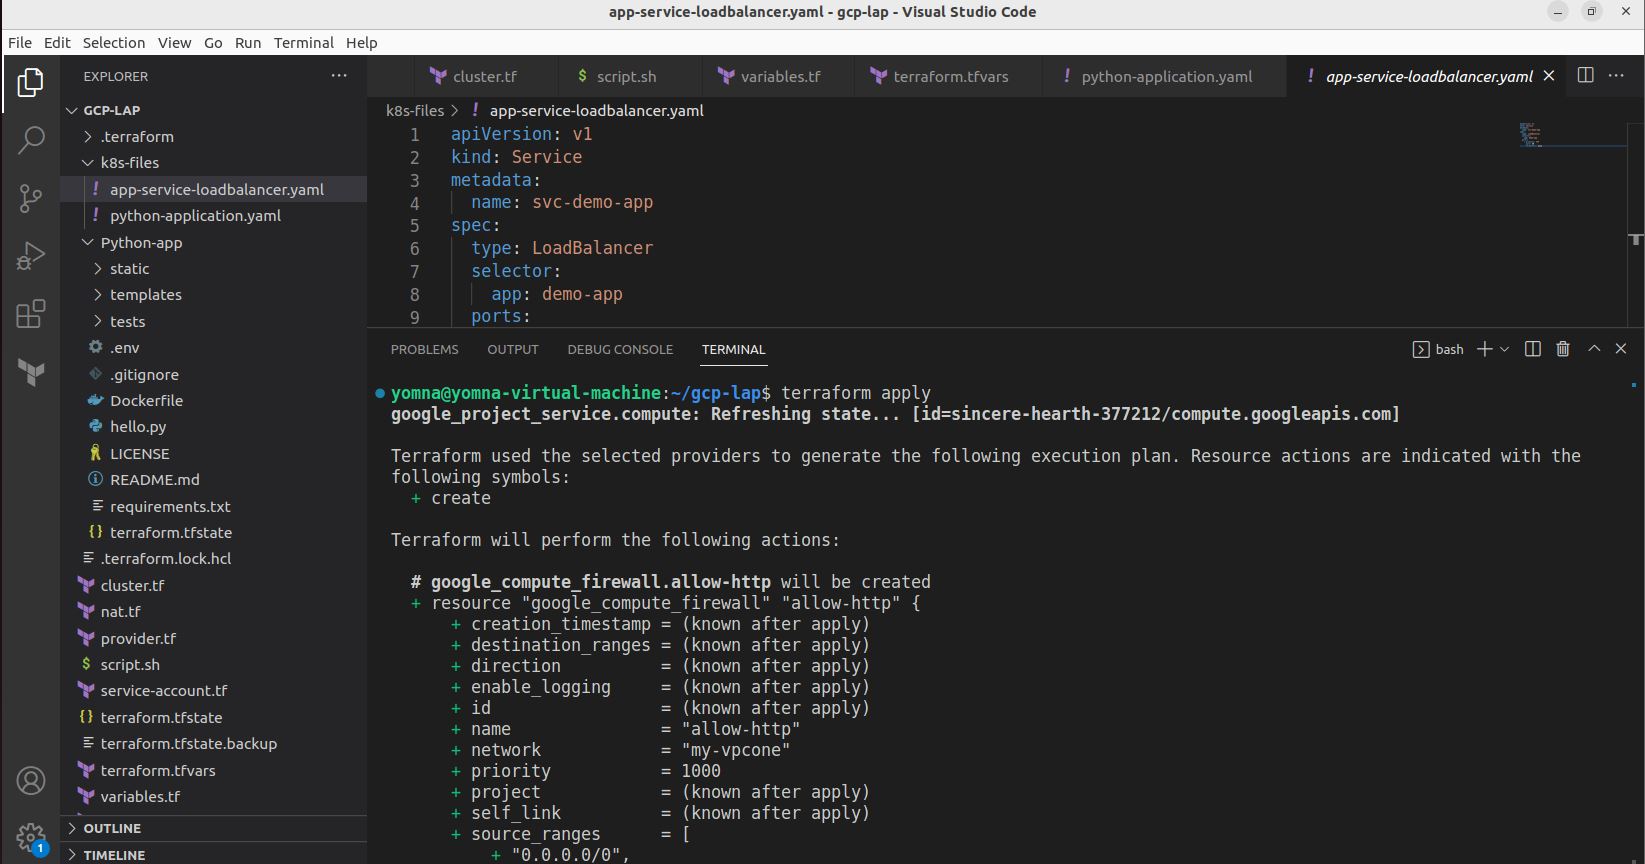 app-service-loadbalancer.yaml - gcp-lap - Visual Studio Code
File Edit Selection View Go Run Terminal Help
EXPLORER
GCP-LAP
.terraform
k8s-files
app-service-loadbalancer.yaml
python-application.yaml
Python-app
static
templates
tests
.env
.gitignore
Dockerfile
hello.py
LICENSE
README.md
requirements.txt
terraform.tfstate
.terraform.lock.hcl
cluster.tf
nat.tf
provider.tf
script.sh
service-account.tf
terraform.tfstate
terraform.tfstate.backup
terraform.tfvars
variables.tf
OUTLINE
TIMELINE
1
cluster.tf script.sh variables.tf terraform.tfvars python-application.yaml app-service-loadbalancer.yaml
k8s-files > ! app-service-loadbalancer.yaml
1 apiVersion: v1
2 kind: Service
3 metadata:
4 name: svc-demo-app
5 spec:
6 type: LoadBalancer
7 selector:
8 app: demo-app
9 ports:
PROBLEMS OUTPUT DEBUG CONSOLE TERMINAL bash
yomna@yomna-virtual-machine:~/gcp-lap$ terraform apply
google_project_service.compute: Refreshing state... [id=sincere-hearth-377212/compute.googleapis.com]
Terraform used the selected providers to generate the following execution plan. Resource actions are indicated with the
following symbols:
+ create
Terraform will perform the following actions:
# google_compute_firewall.allow-http will be created
+ resource "google_compute_firewall" "allow-http" {
+ creation_timestamp = (known after apply)
+ destination_ranges = (known after apply)
+ direction = (known after apply)
+ enable_logging = (known after apply)
+ id = (known after apply)
+ name = "allow-http"
+ network = "my-vpcone"
+ priority = 1000
+ project = (known after apply)
+ self_link = (known after apply)
+ source_ranges = [
+ "0.0.0.0/0",